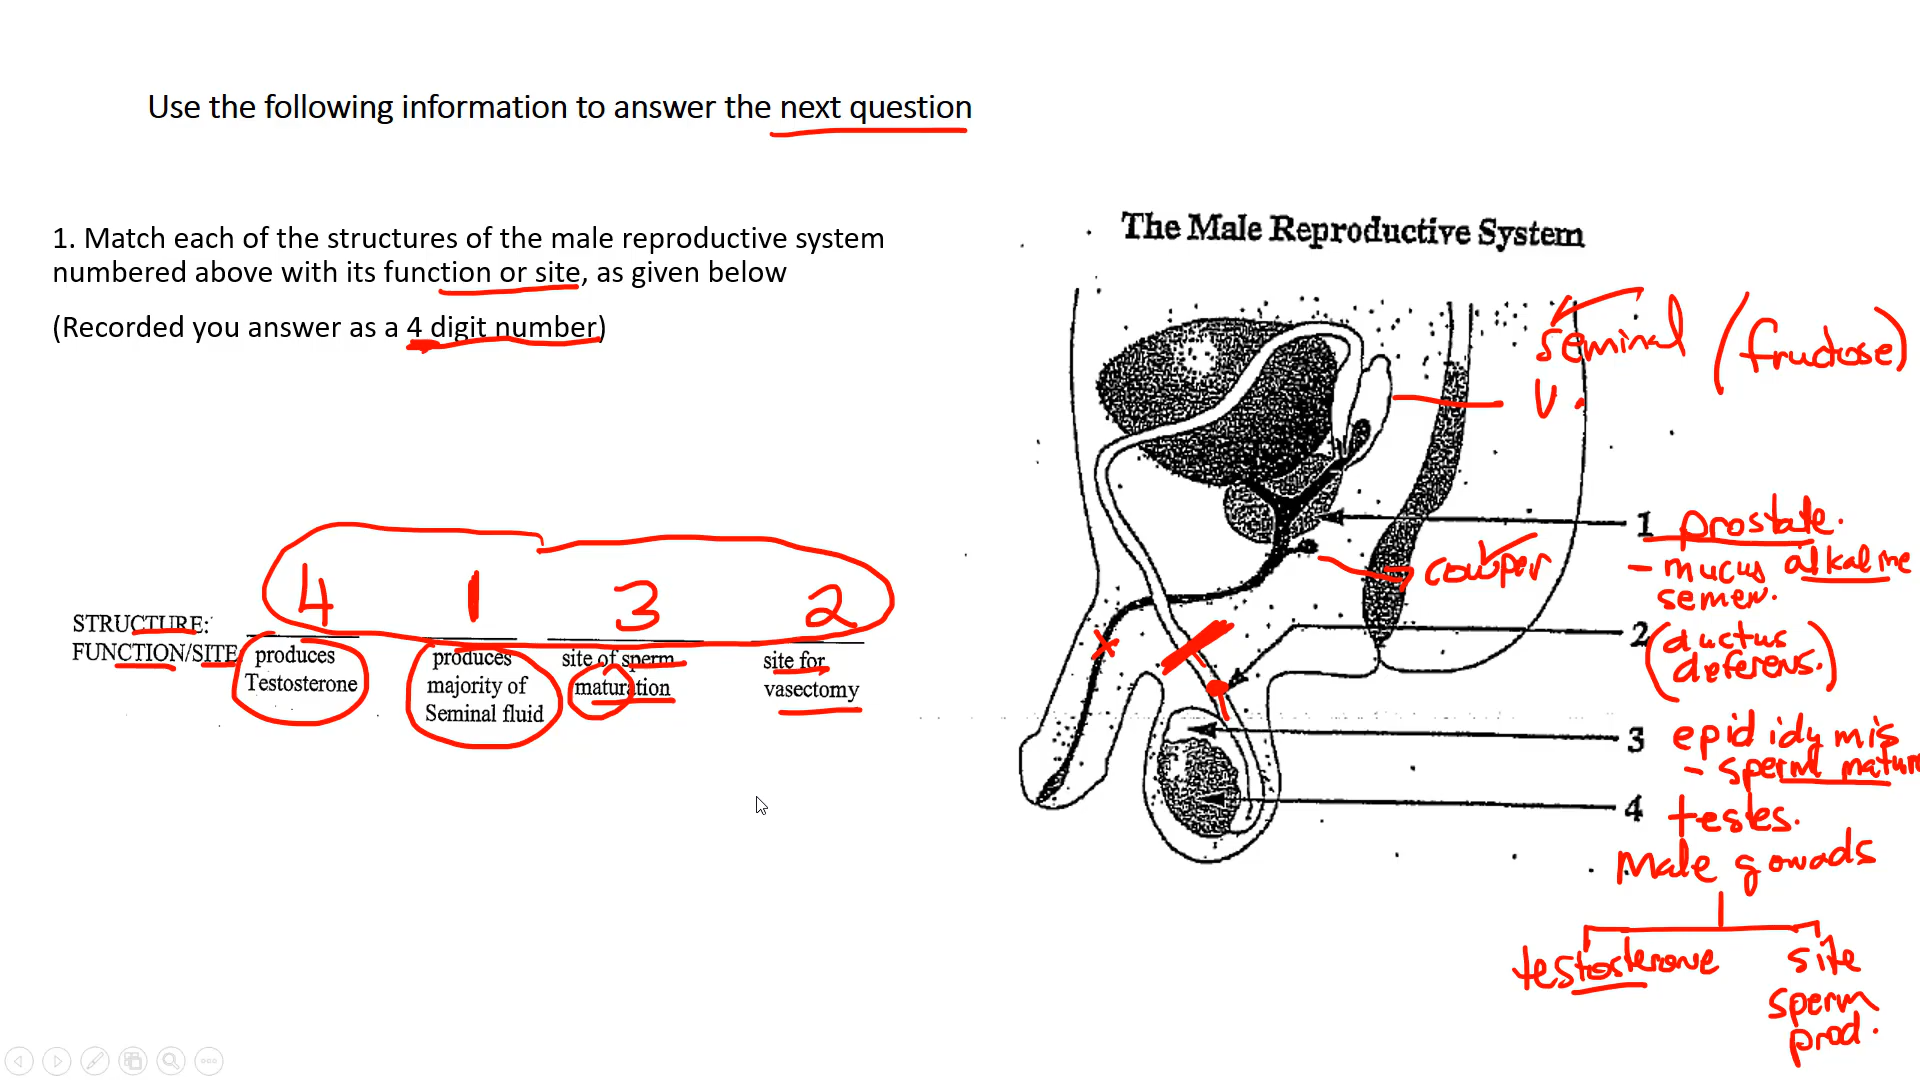 Use the following information to answer the next question
1. Match each of the structures of the male reproductive system
numbered above with its function or site, as given below
(Recorded you answer as a 4 digit number)
4 1 3 2
STRUCTURE:
FUNCTION/SITE
produces
Testosterone
produces
majority of
Seminal fluid
site of sperm
maturation
site for
vasectomy
The Male Reproductive System
Seminal (fructose)
V.
1 prostate.
cowper
- mucus alkaline
semen.
2 (ductus
deferens.)
3 epididymis
- sperm matur
4 testes.
Male gonads
testosterone
site
sperm
prod.